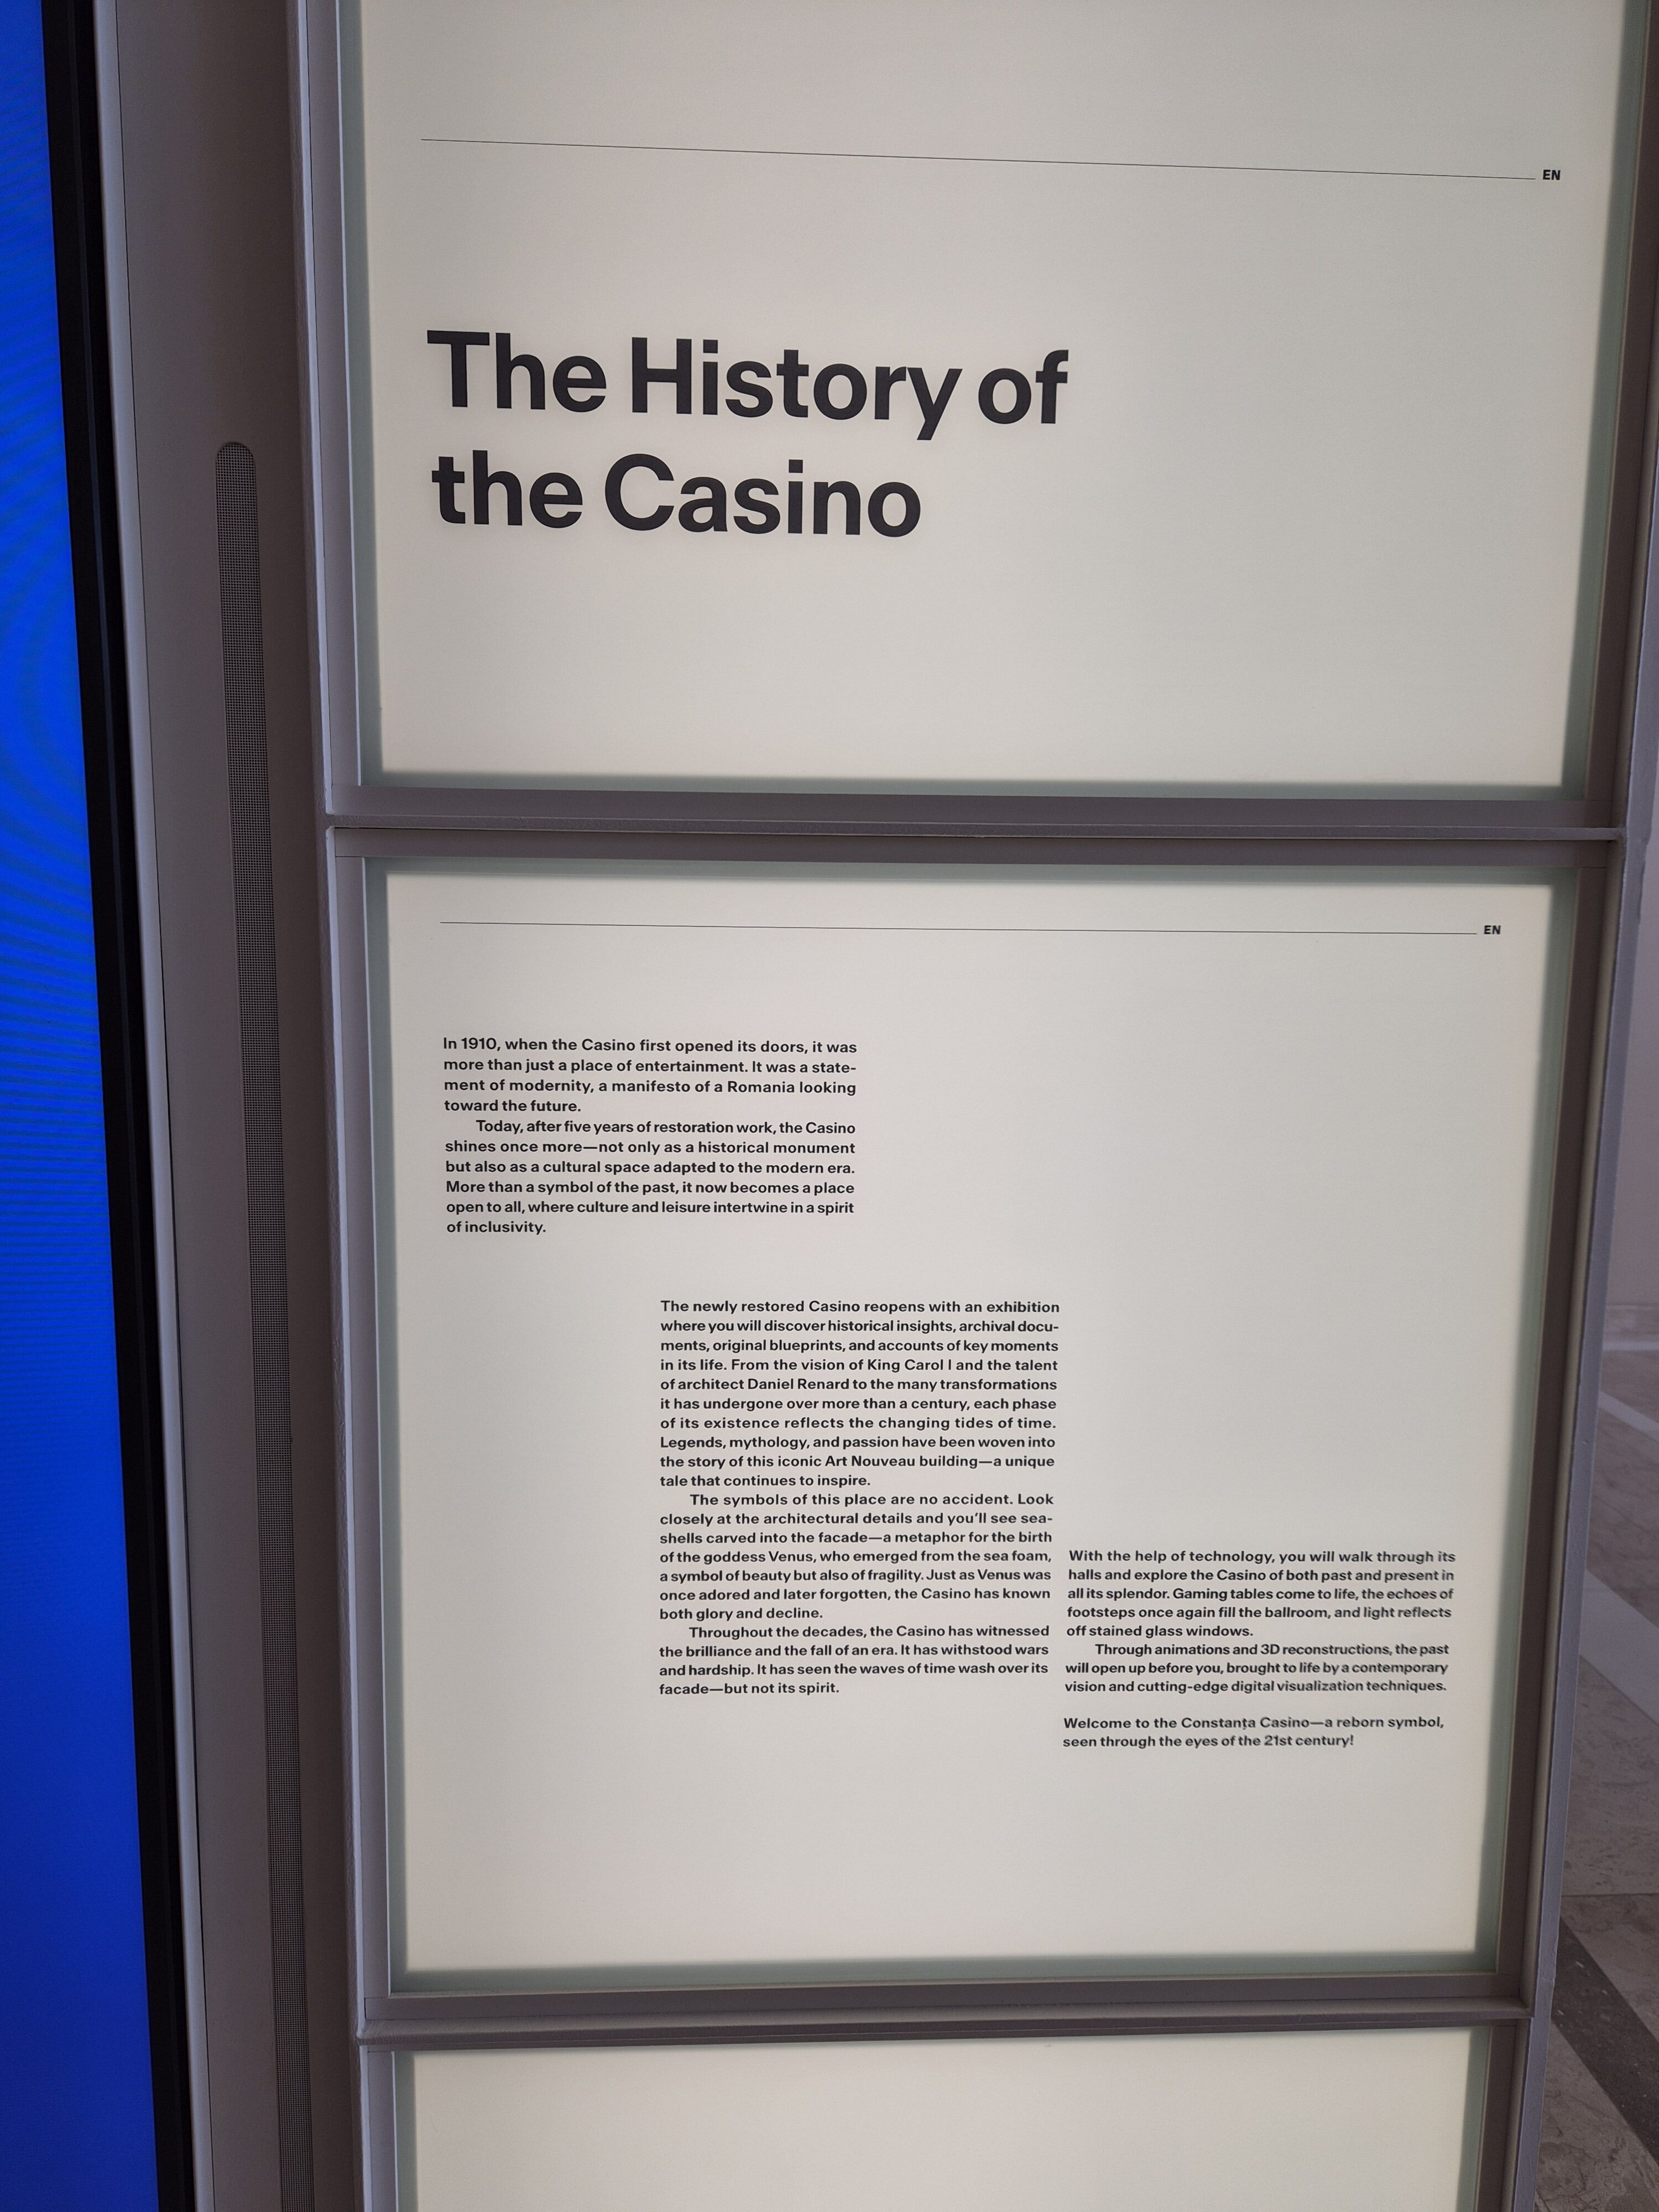 EN
The History of
the Casino
EN
In 1910, when the Casino first opened its doors, it was
more than just a place of entertainment. It was a state-
ment of modernity, a manifesto of a Romania looking
toward the future.
Today, after five years of restoration work, the Casino
shines once more—not only as a historical monument
but also as a cultural space adapted to the modern era.
More than a symbol of the past, it now becomes a place
open to all, where culture and leisure intertwine in a spirit
of inclusivity.
The newly restored Casino reopens with an exhibition
where you will discover historical insights, archival docu-
ments, original blueprints, and accounts of key moments
in its life. From the vision of King Carol I and the talent
of architect Daniel Renard to the many transformations
it has undergone over more than a century, each phase
of its existence reflects the changing tides of time.
Legends, mythology, and passion have been woven into
the story of this iconic Art Nouveau building—a unique
tale that continues to inspire.
The symbols of this place are no accident. Look
closely at the architectural details and you'll see sea-
shells carved into the facade—a metaphor for the birth
of the goddess Venus, who emerged from the sea foam,
a symbol of beauty but also of fragility. Just as Venus was
once adored and later forgotten, the Casino has known
both glory and decline.
Throughout the decades, the Casino has witnessed
the brilliance and the fall of an era. It has withstood wars
and hardship. It has seen the waves of time wash over its
facade—but not its spirit.
With the help of technology, you will walk through its
halls and explore the Casino of both past and present in
all its splendor. Gaming tables come to life, the echoes of
footsteps once again fill the ballroom, and light reflects
off stained glass windows.
Through animations and 3D reconstructions, the past
will open up before you, brought to life by a contemporary
vision and cutting-edge digital visualization techniques.
Welcome to the Constanța Casino—a reborn symbol,
seen through the eyes of the 21st century!